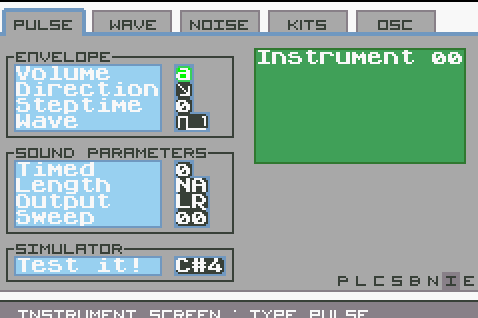 PULSE WAVE NOISE KITS OSC
ENVELOPE
Volume a
Direction
Steptime 0
Wave
SOUND PARAMETERS
Timed 0
Length NA
Output LR
Sweep 00
SIMULATOR
Test it! C#4
Instrument 00
P L C S B N I E
INSTRUMENT SCREEN : TYPE PULSE